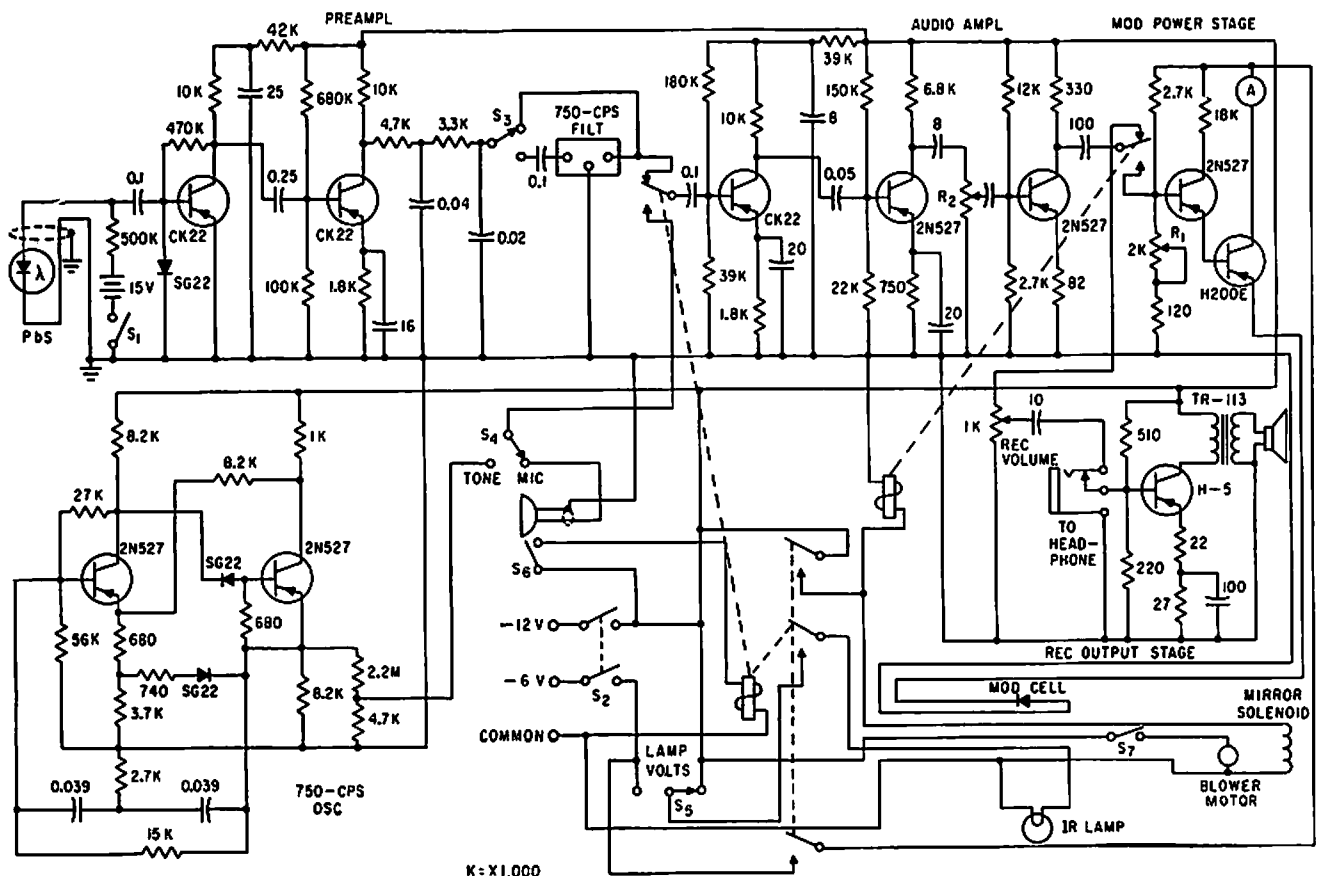 PREAMPL
AUDIO AMPL
MOD POWER STAGE
42K
39K
10K
25
680K
10K
180K
10K
8
150K
6.8K
8
12K
330
100
2.7K
18K
A
470K
4.7K
3.3K
S3
750-CPS
FILT
0.1
0.1
0.25
0.1
0.05
R2
2N527
CK22
CK22
0.04
0.02
CK22
2N527
2N527
R1
2K
H200E
λ
PbS
500K
15V
S1
SG22
100K
1.8K
16
39K
1.8K
20
22K
750
20
2.7K
82
120
8.2K
1K
8.2K
27K
2N527
SG22
2N527
56K
680
680
740
SG22
3.7K
8.2K
2.2M
4.7K
2.7K
0.039
0.039
15K
750-CPS
OSC
S4
TONE
MIC
S6
-12V
-6V
S2
COMMON
LAMP
VOLTS
S5
1K
10
REC
VOLUME
TO
HEAD-
PHONE
510
TR-113
H-5
220
22
27
100
REC OUTPUT STAGE
MOD CELL
MIRROR
SOLENOID
S7
BLOWER
MOTOR
IR LAMP
K=X1,000